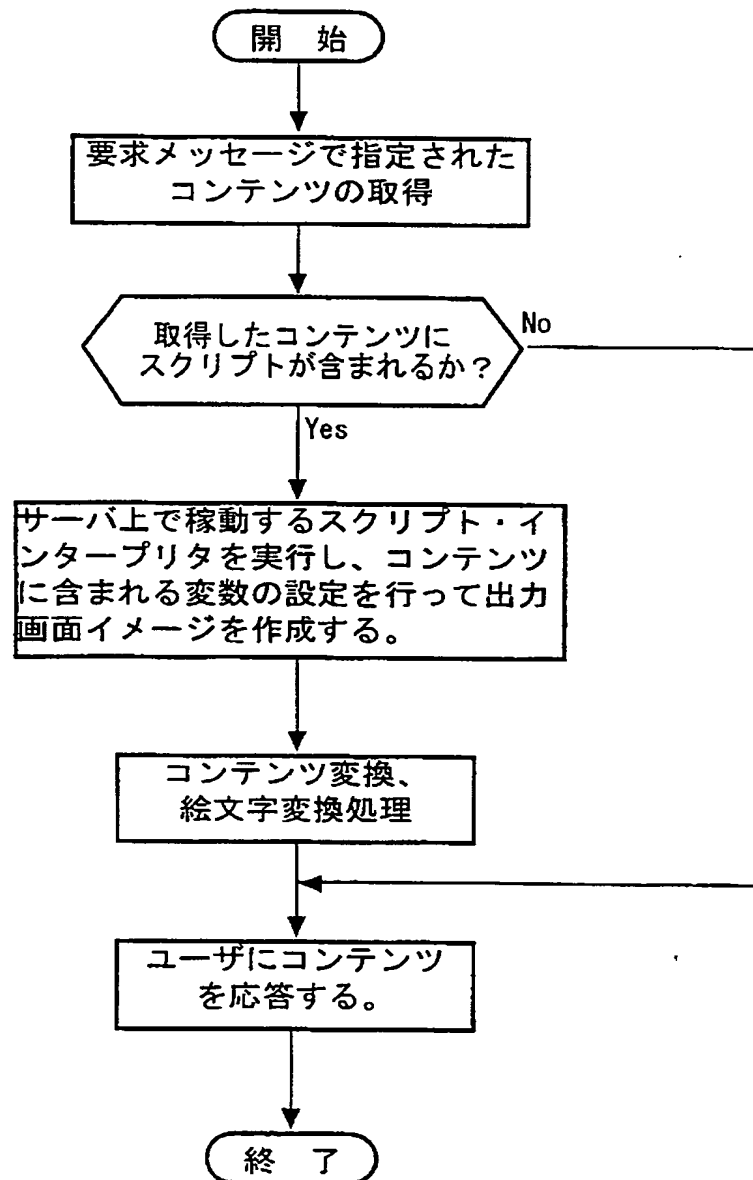 開　始
要求メッセージで指定された
コンテンツの取得
取得したコンテンツに
スクリプトが含まれるか？
No
Yes
サーバ上で稼動するスクリプト・イ
ンタープリタを実行し、コンテンツ
に含まれる変数の設定を行って出力
画面イメージを作成する。
コンテンツ変換、
絵文字変換処理
ユーザにコンテンツ
を応答する。
終　了